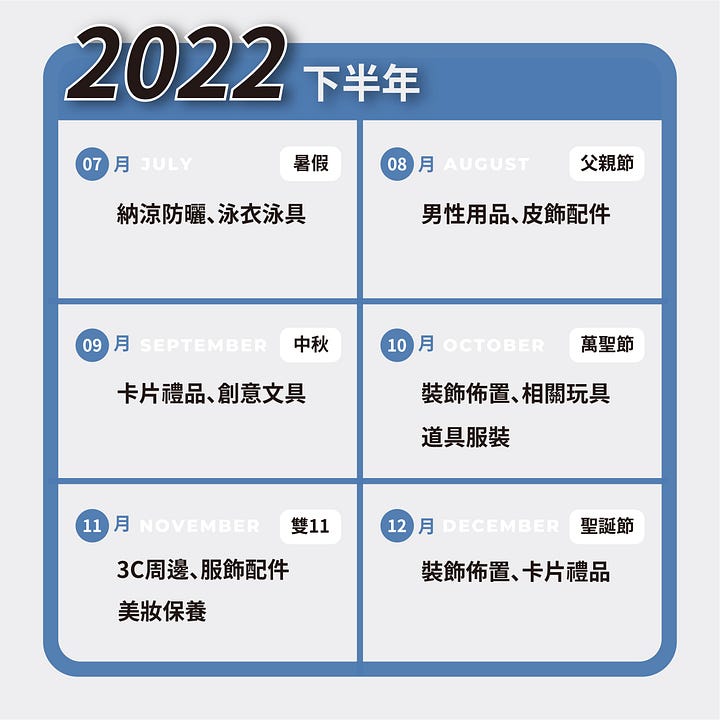 2022 下半年
07 月 JULY 暑假
納涼防曬、泳衣泳具
08 月 AUGUST 父親節
男性用品、皮飾配件
09 月 SEPTEMBER 中秋
卡片禮品、創意文具
10 月 OCTOBER 萬聖節
裝飾佈置、相關玩具
道具服裝
11 月 NOVEMBER 雙11
3C周邊、服飾配件
美妝保養
12 月 DECEMBER 聖誕節
裝飾佈置、卡片禮品